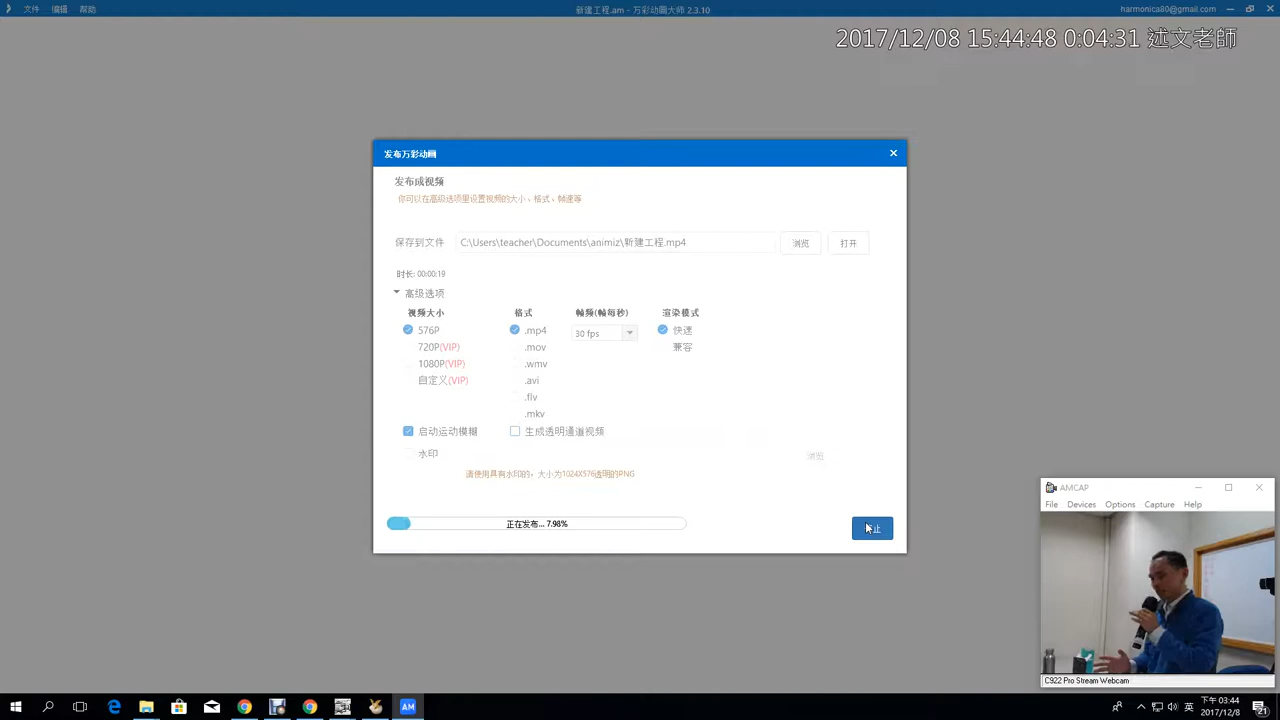 文件 编辑 帮助
新建工程.am - 万彩动画大师 2.3.10
harmonica80@gmail.com
2017/12/08 15:44:48 0:04:31 述文老師
发布万彩动画
发布成视频
你可以在高级选项里设置视频的大小、格式、帧速等
保存到文件 C:\Users\teacher\Documents\animiz\新建工程.mp4 浏览 打开
时长: 00:00:19
高级选项
视频大小 格式 帧频(帧每秒) 渲染模式
576P .mp4 30 fps 快速
720P(VIP) .mov 兼容
1080P(VIP) .wmv
自定义(VIP) .avi
.flv
.mkv
启动运动模糊 生成透明通道视频
水印 浏览
请使用具有水印的，大小为1024X576透明的PNG
正在发布... 7.98% 止
AMCAP
File Devices Options Capture Help
C922 Pro Stream Webcam
AM
英
下午 03:44
2017/12/8
21